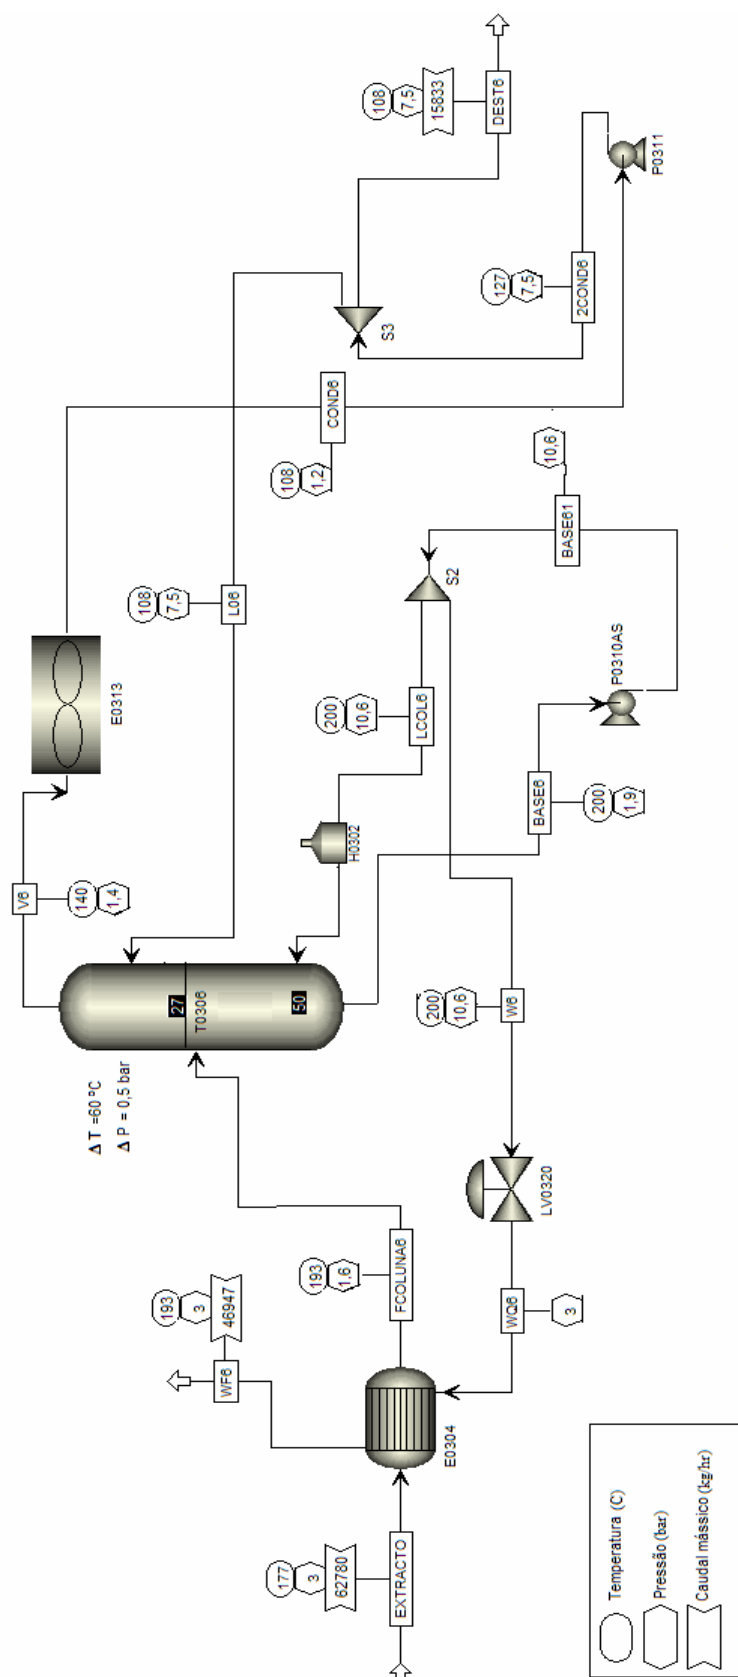 EXTRACTO
177
3
62780
E0304
WF6
193
3
46947
FCOLUNA6
193
1,6
Δ T =60 ºC
Δ P = 0,5 bar
T0306
27
50
V6
140
1,4
E0313
L06
108
7,5
COND6
108
1,2
S3
DEST6
108
7,5
15833
2COND6
127
7,5
P0311
H0302
LCOL6
200
10,6
S2
BASE61
10,6
P0310AS
BASE6
200
1,9
W6
200
10,6
LV0320
WQ6
3
Temperatura (C)
Pressão (bar)
Caudal mássico (kg/hr)